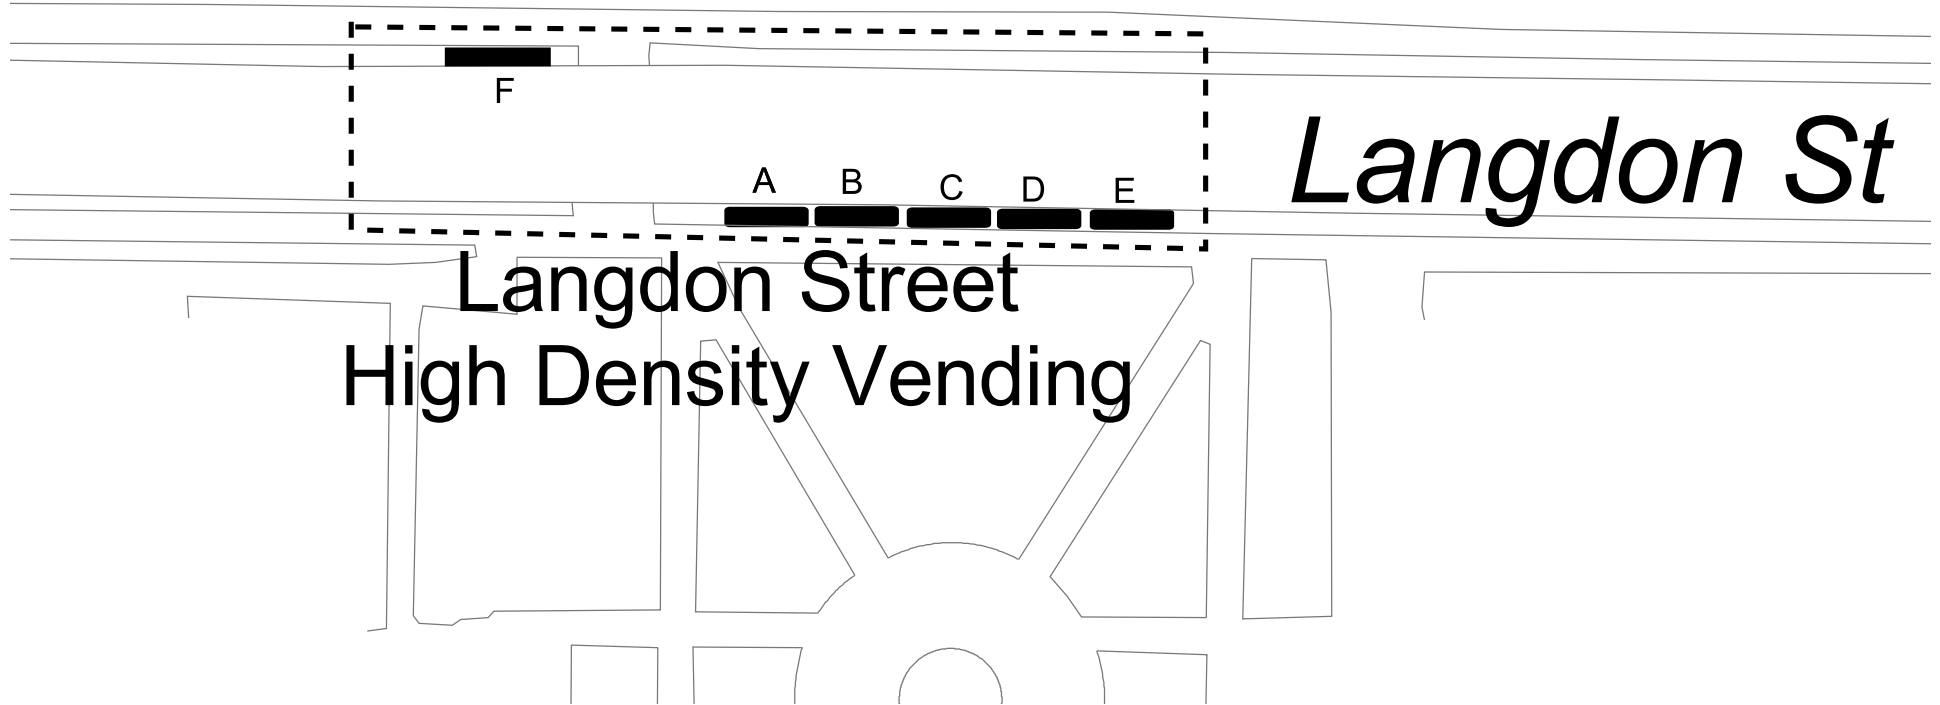 F
Langdon St
A B C D E
Langdon Street
High Density Vending